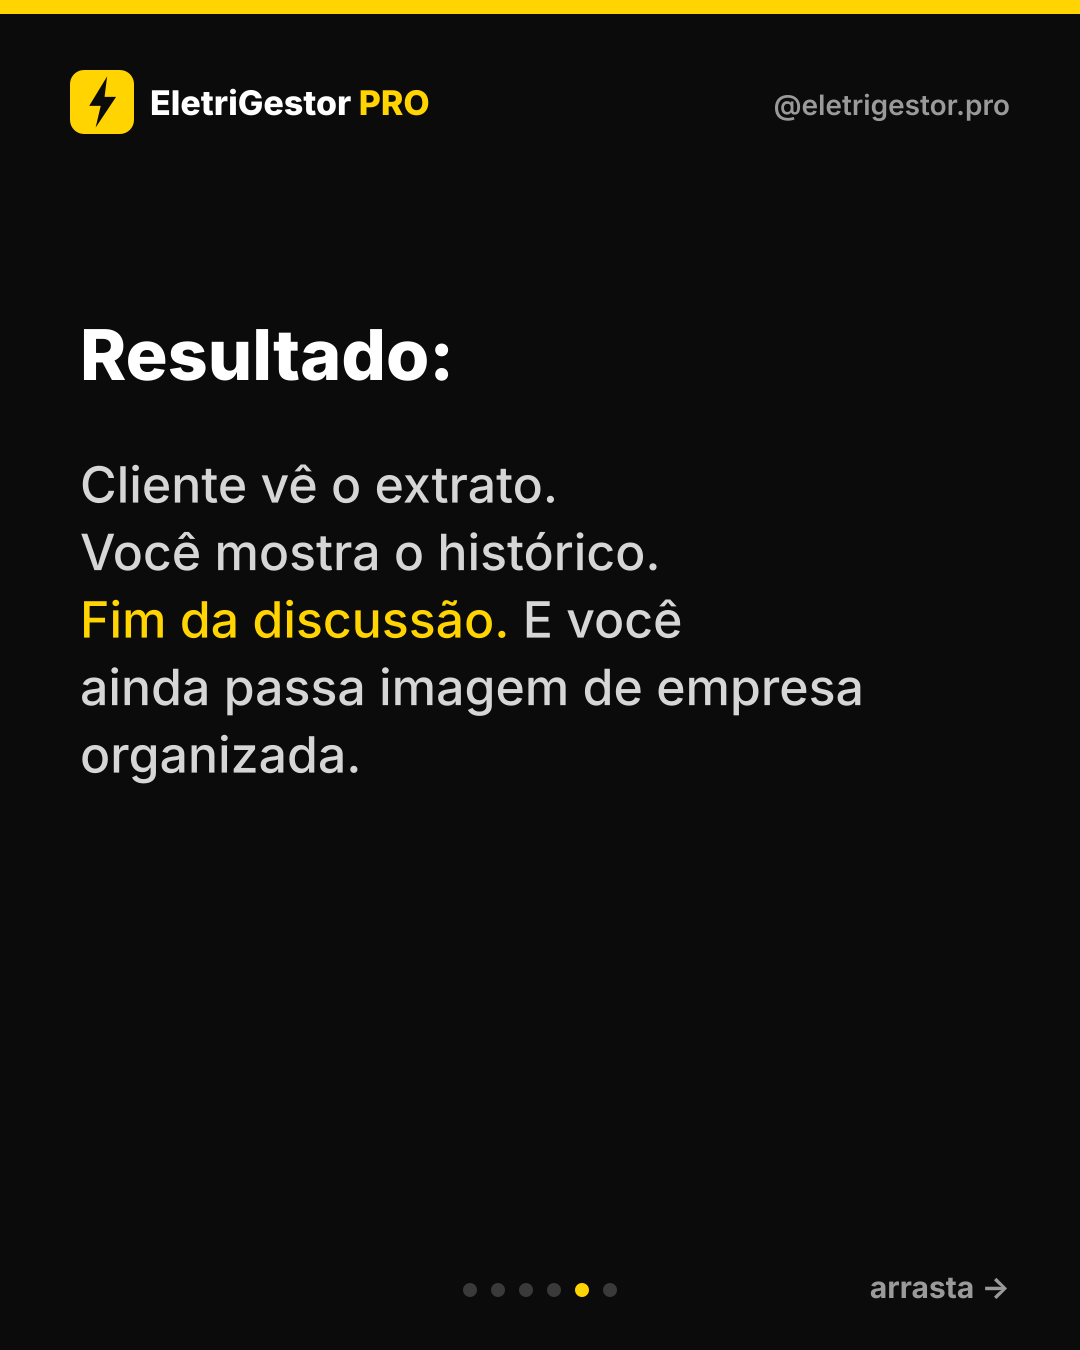 EletriGestor PRO
@eletrigestor.pro
Resultado:
Cliente vê o extrato.
Você mostra o histórico.
Fim da discussão. E você
ainda passa imagem de empresa
organizada.
arrasta →